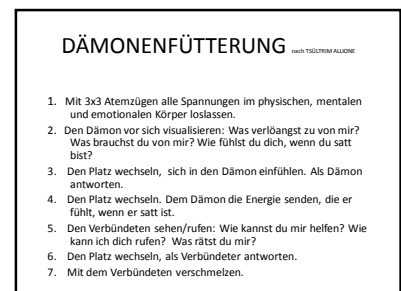 DÄMONENFÜTTERUNG nach TSÜLTRIM ALLIONE
1. Mit 3x3 Atemzügen alle Spannungen im physischen, mentalen
und emotionalen Körper loslassen.
2. Den Dämon vor sich visualisieren: Was verlöangst zu von mir?
Was brauchst du von mir? Wie fühlst du dich, wenn du satt
bist?
3. Den Platz wechseln, sich in den Dämon einfühlen. Als Dämon
antworten.
4. Den Platz wechseln. Dem Dämon die Energie senden, die er
fühlt, wenn er satt ist.
5. Den Verbündeten sehen/rufen: Wie kannst du mir helfen? Wie
kann ich dich rufen? Was rätst du mir?
6. Den Platz wechseln, als Verbündeter antworten.
7. Mit dem Verbündeten verschmelzen.